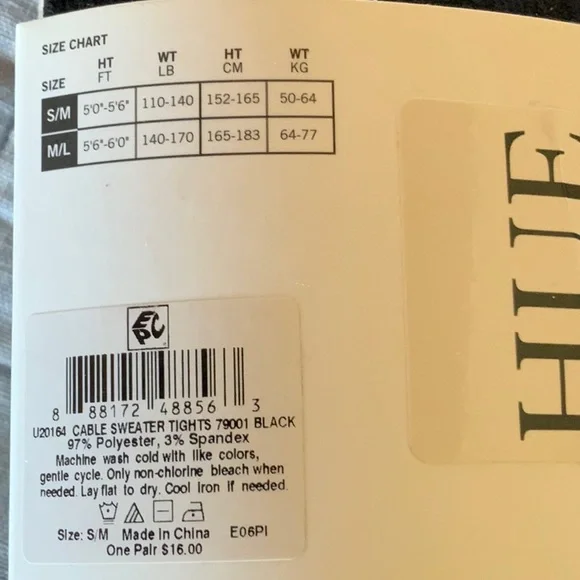 SIZE CHART
SIZE HT FT WT LB HT CM WT KG
S/M 5'0"-5'6" 110-140 152-165 50-64
M/L 5'6"-6'0" 140-170 165-183 64-77
HUE
EPC
8 88172 48856 3
U20164 CABLE SWEATER TIGHTS 79001 BLACK
97% Polyester, 3% Spandex
Machine wash cold with like colors,
gentle cycle. Only non-chlorine bleach when
needed. Lay flat to dry. Cool Iron if needed.
Size: S/M Made In China E06PI
One Pair $16.00